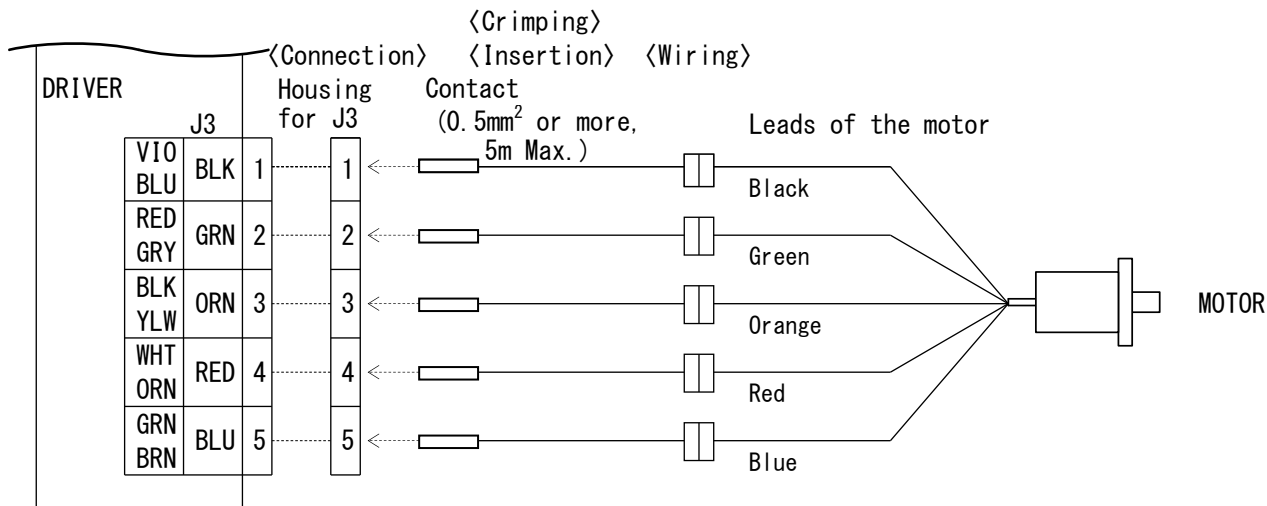 〈Crimping〉
〈Connection〉 〈Insertion〉 〈Wiring〉
DRIVER
Housing
for J3
Contact
(0.5mm² or more,
5m Max.)
Leads of the motor
J3
VIO
BLU
BLK 1
1
Black
RED
GRY
GRN 2
2
Green
BLK
YLW
ORN 3
3
Orange
MOTOR
WHT
ORN
RED 4
4
Red
GRN
BRN
BLU 5
5
Blue